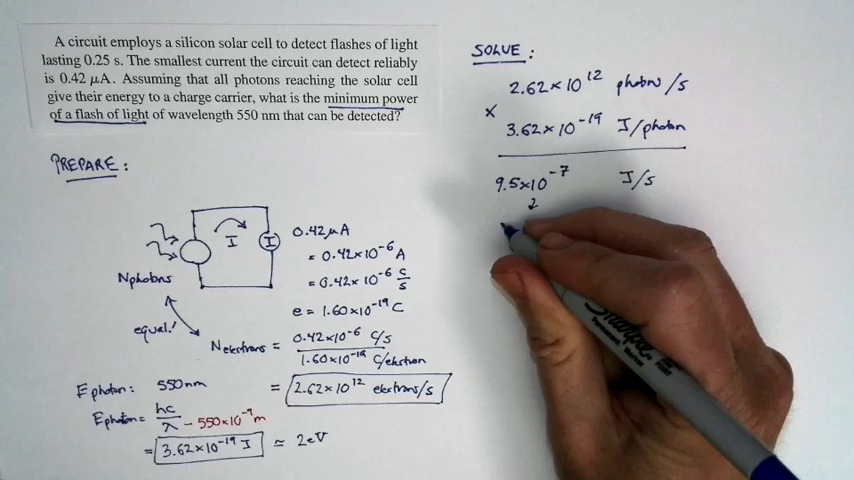 A circuit employs a silicon solar cell to detect flashes of light
lasting 0.25 s. The smallest current the circuit can detect reliably
is 0.42 μA. Assuming that all photons reaching the solar cell
give their energy to a charge carrier, what is the minimum power
of a flash of light of wavelength 550 nm that can be detected?
PREPARE:
I
I
0.42μA
= 0.42×10⁻⁶ A
= 0.42×10⁻⁶ C/s
e = 1.60×10⁻¹⁹ C
Nphotons
equal!
Nelectrons = 0.42×10⁻⁶ C/s / 1.60×10⁻¹⁹ C/electron
= 2.62×10¹² electrons/s
Ephoton: 550nm
Ephoton = hc/λ – 550×10⁻⁹m
= 3.62×10⁻¹⁹ J ≃ 2eV
SOLVE:
2.62×10¹² photons/s
× 3.62×10⁻¹⁹ J/photon
9.5×10⁻⁷ J/s
Sharpie